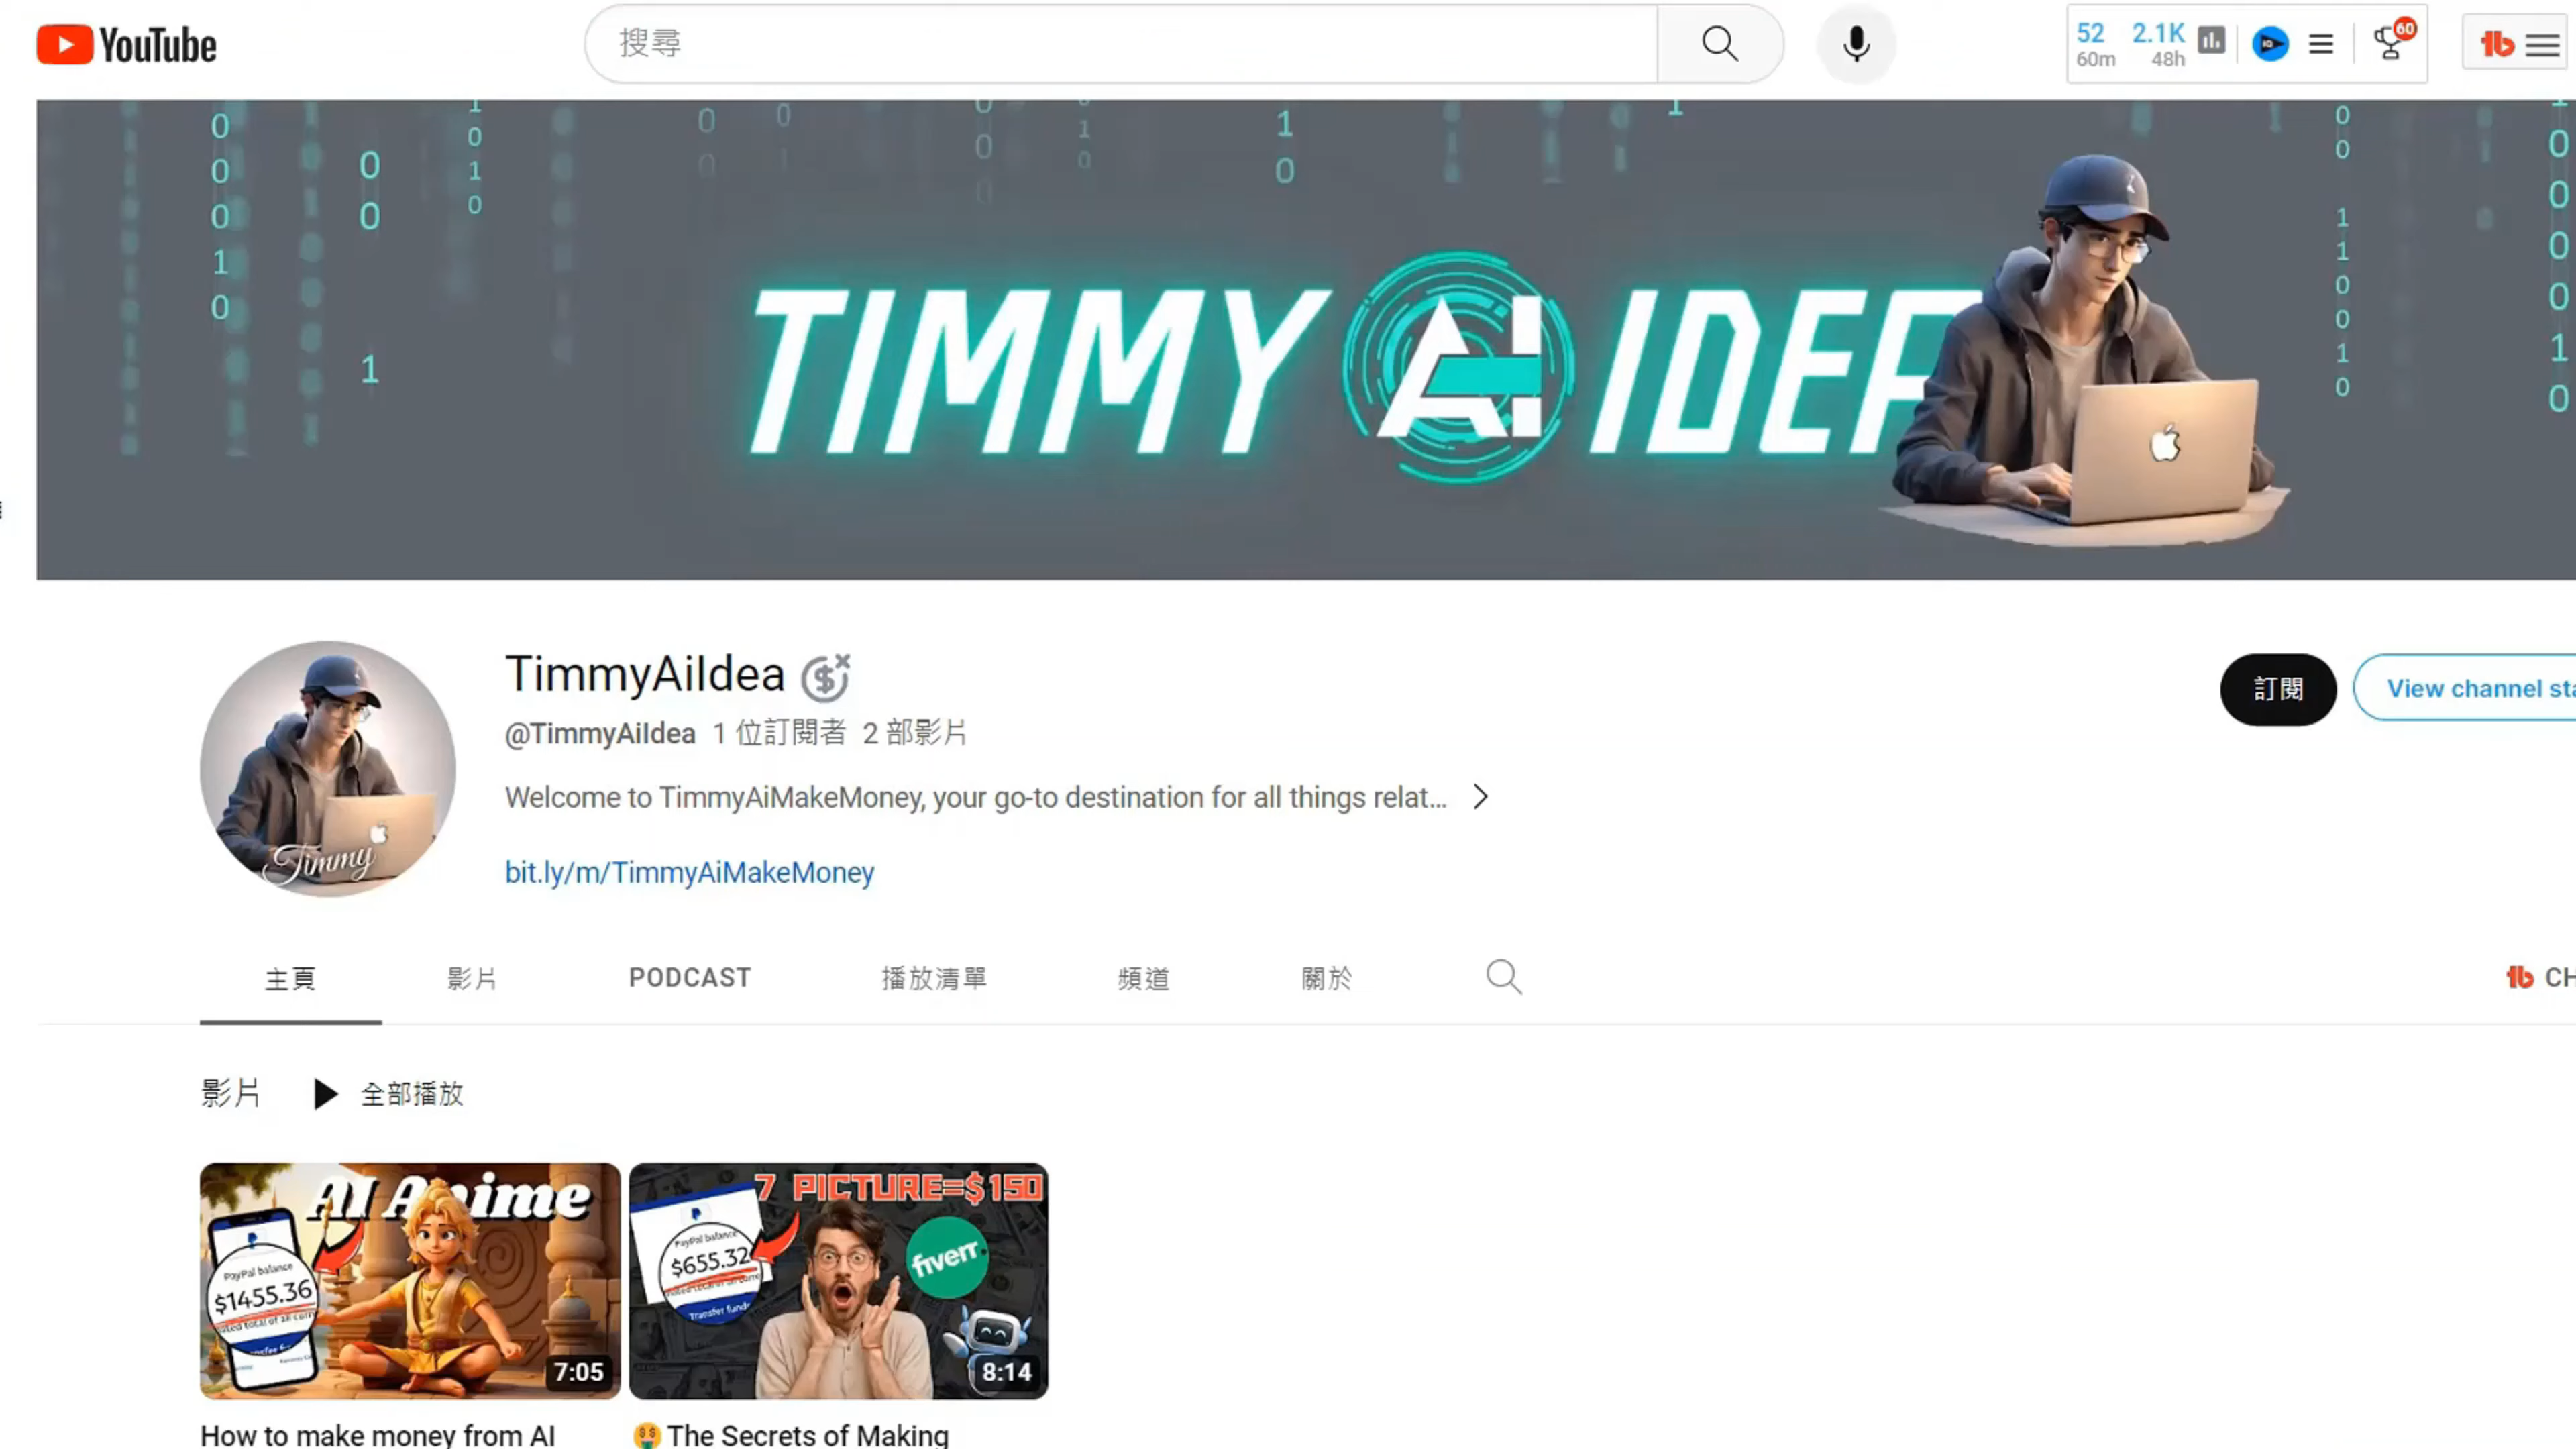 YouTube
搜尋
52 2.1K
60m 48h
60
TIMMY AI IDEA
TimmyAiIdea
@TimmyAiIdea 1 位訂閱者 2 部影片
訂閱
View channel sta
Welcome to TimmyAiMakeMoney, your go-to destination for all things relat...
bit.ly/m/TimmyAiMakeMoney
Timmy
主頁 影片 PODCAST 播放清單 頻道 關於
CH
影片 全部播放
AI Anime
PayPal balance
$1455.36
7:05
7 PICTURE=$150
PayPal balance
$655.32
Transfer funds
fiverr.
8:14
How to make money from AI
🤑The Secrets of Making